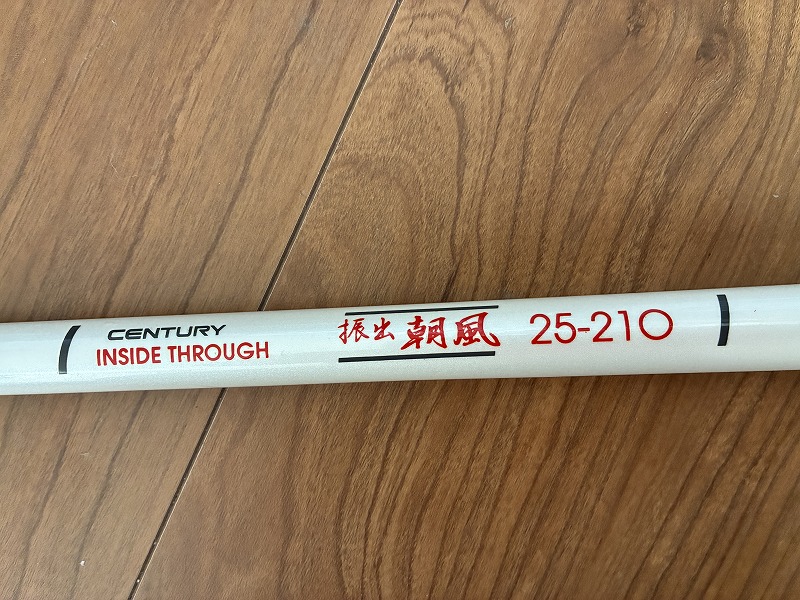 CENTURY
INSIDE THROUGH
振出 朝風 25-210